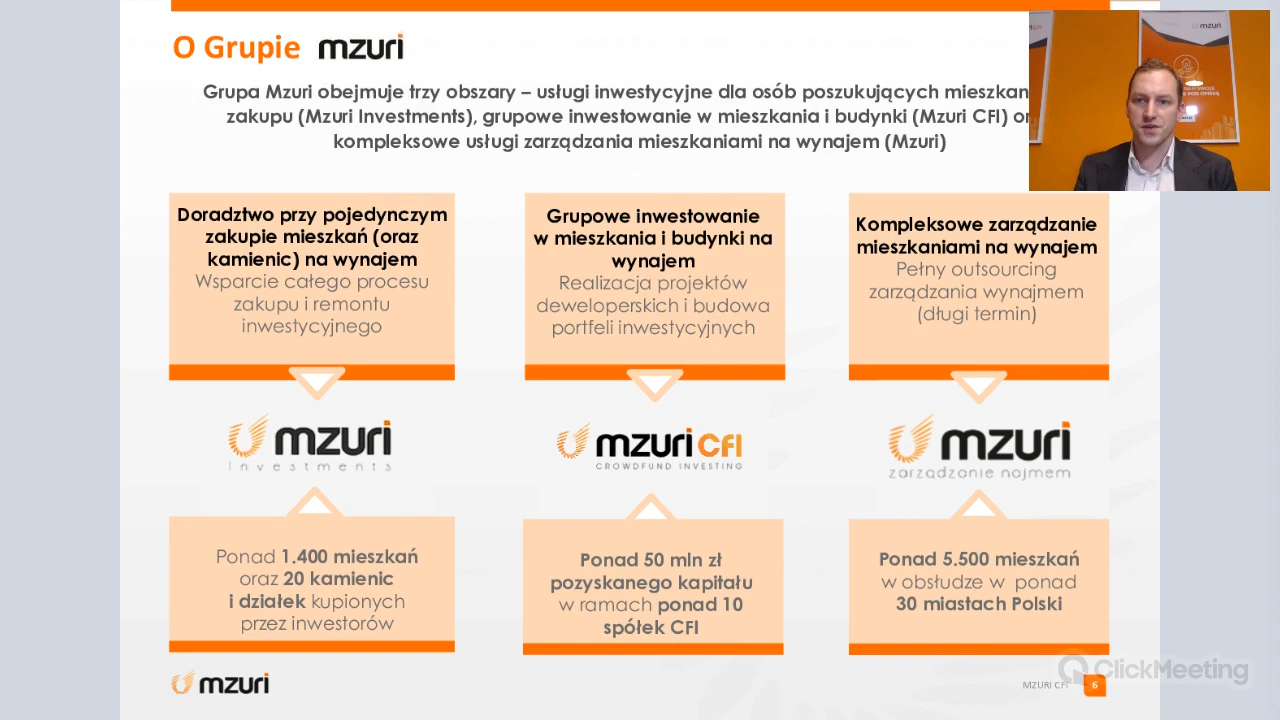 O Grupie mzuri
Grupa Mzuri obejmuje trzy obszary – usługi inwestycyjne dla osób poszukujących mieszkań
zakupu (Mzuri Investments), grupowe inwestowanie w mieszkania i budynki (Mzuri CFI)
kompleksowe usługi zarządzania mieszkaniami na wynajem (Mzuri)
mzuri
Doradztwo przy pojedynczym
zakupie mieszkań (oraz
kamienic) na wynajem
Wsparcie całego procesu
zakupu i remontu
inwestycyjnego
mzuri
investments
Ponad 1.400 mieszkań
oraz 20 kamienic
i działek kupionych
przez inwestorów
Grupowe inwestowanie
w mieszkania i budynki na
wynajem
Realizacja projektów
deweloperskich i budowa
portfeli inwestycyjnych
mzuri CFI
CROWDFUND INVESTING
Ponad 50 mln zł
pozyskanego kapitału
w ramach ponad 10
spółek CFI
Kompleksowe zarządzanie
mieszkaniami na wynajem
Pełny outsourcing
zarządzania wynajmem
(długi termin)
mzuri
zarządzanie najmem
Ponad 5.500 mieszkań
w obsłudze w ponad
30 miastach Polski
mzuri
MZURI CFI 6
ClickMeeting